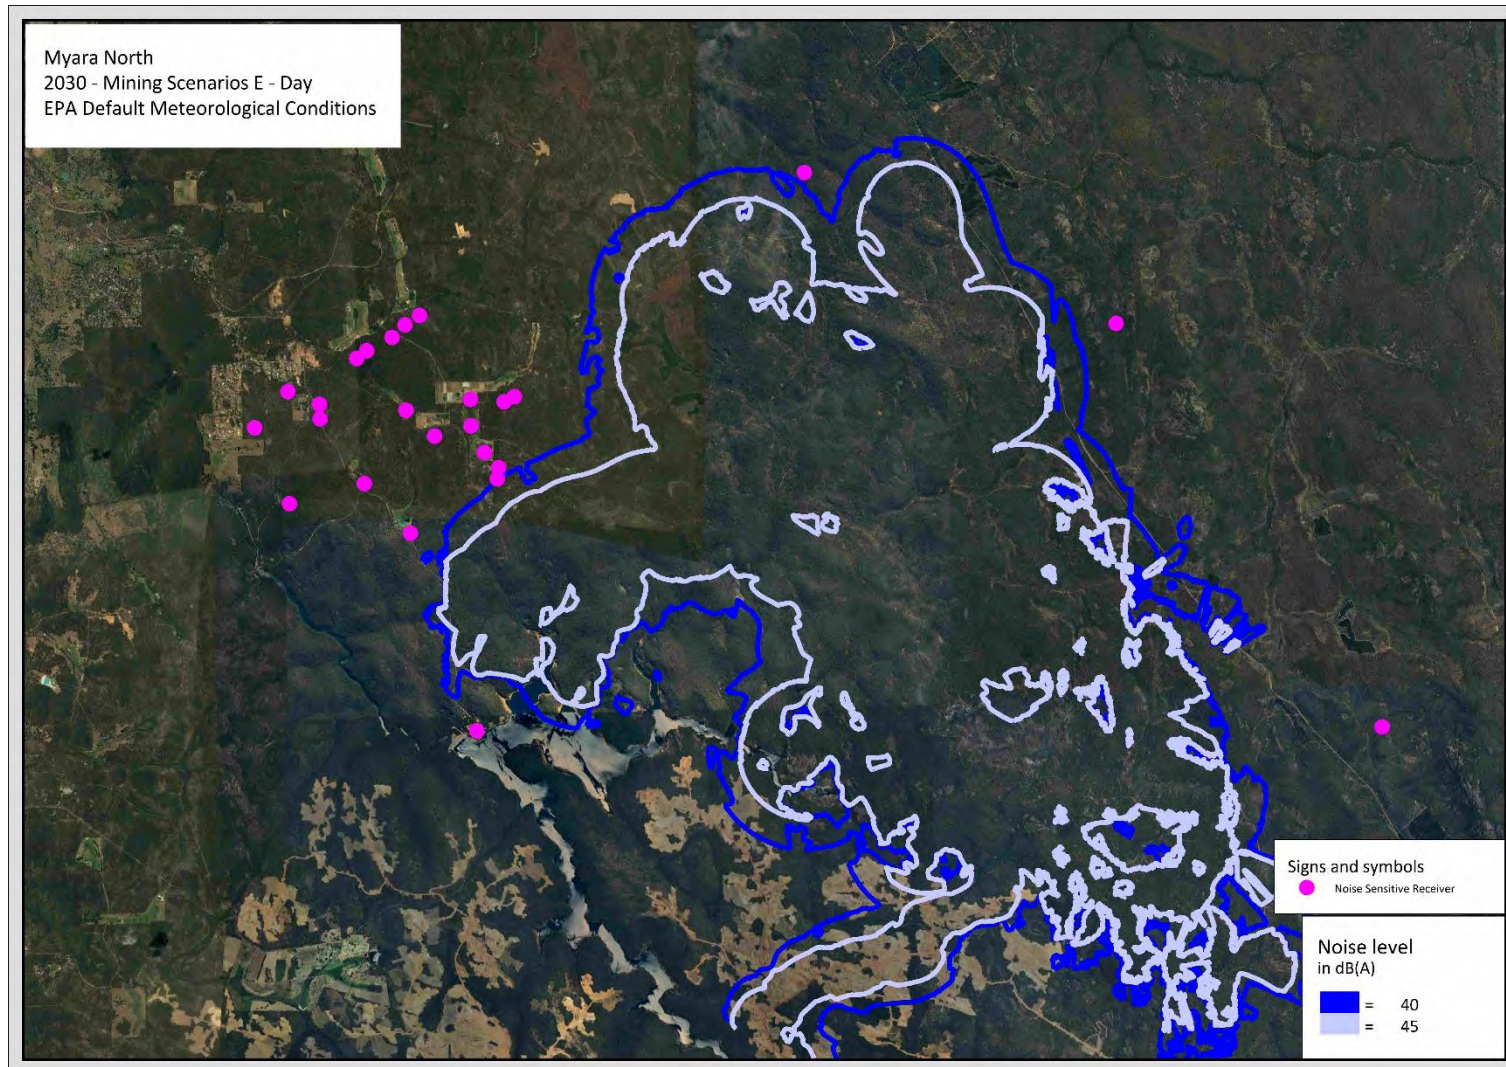 Myara North
2030 - Mining Scenarios E - Day
EPA Default Meteorological Conditions
Signs and symbols
Noise Sensitive Receiver
Noise level
in dB(A)
= 40
= 45